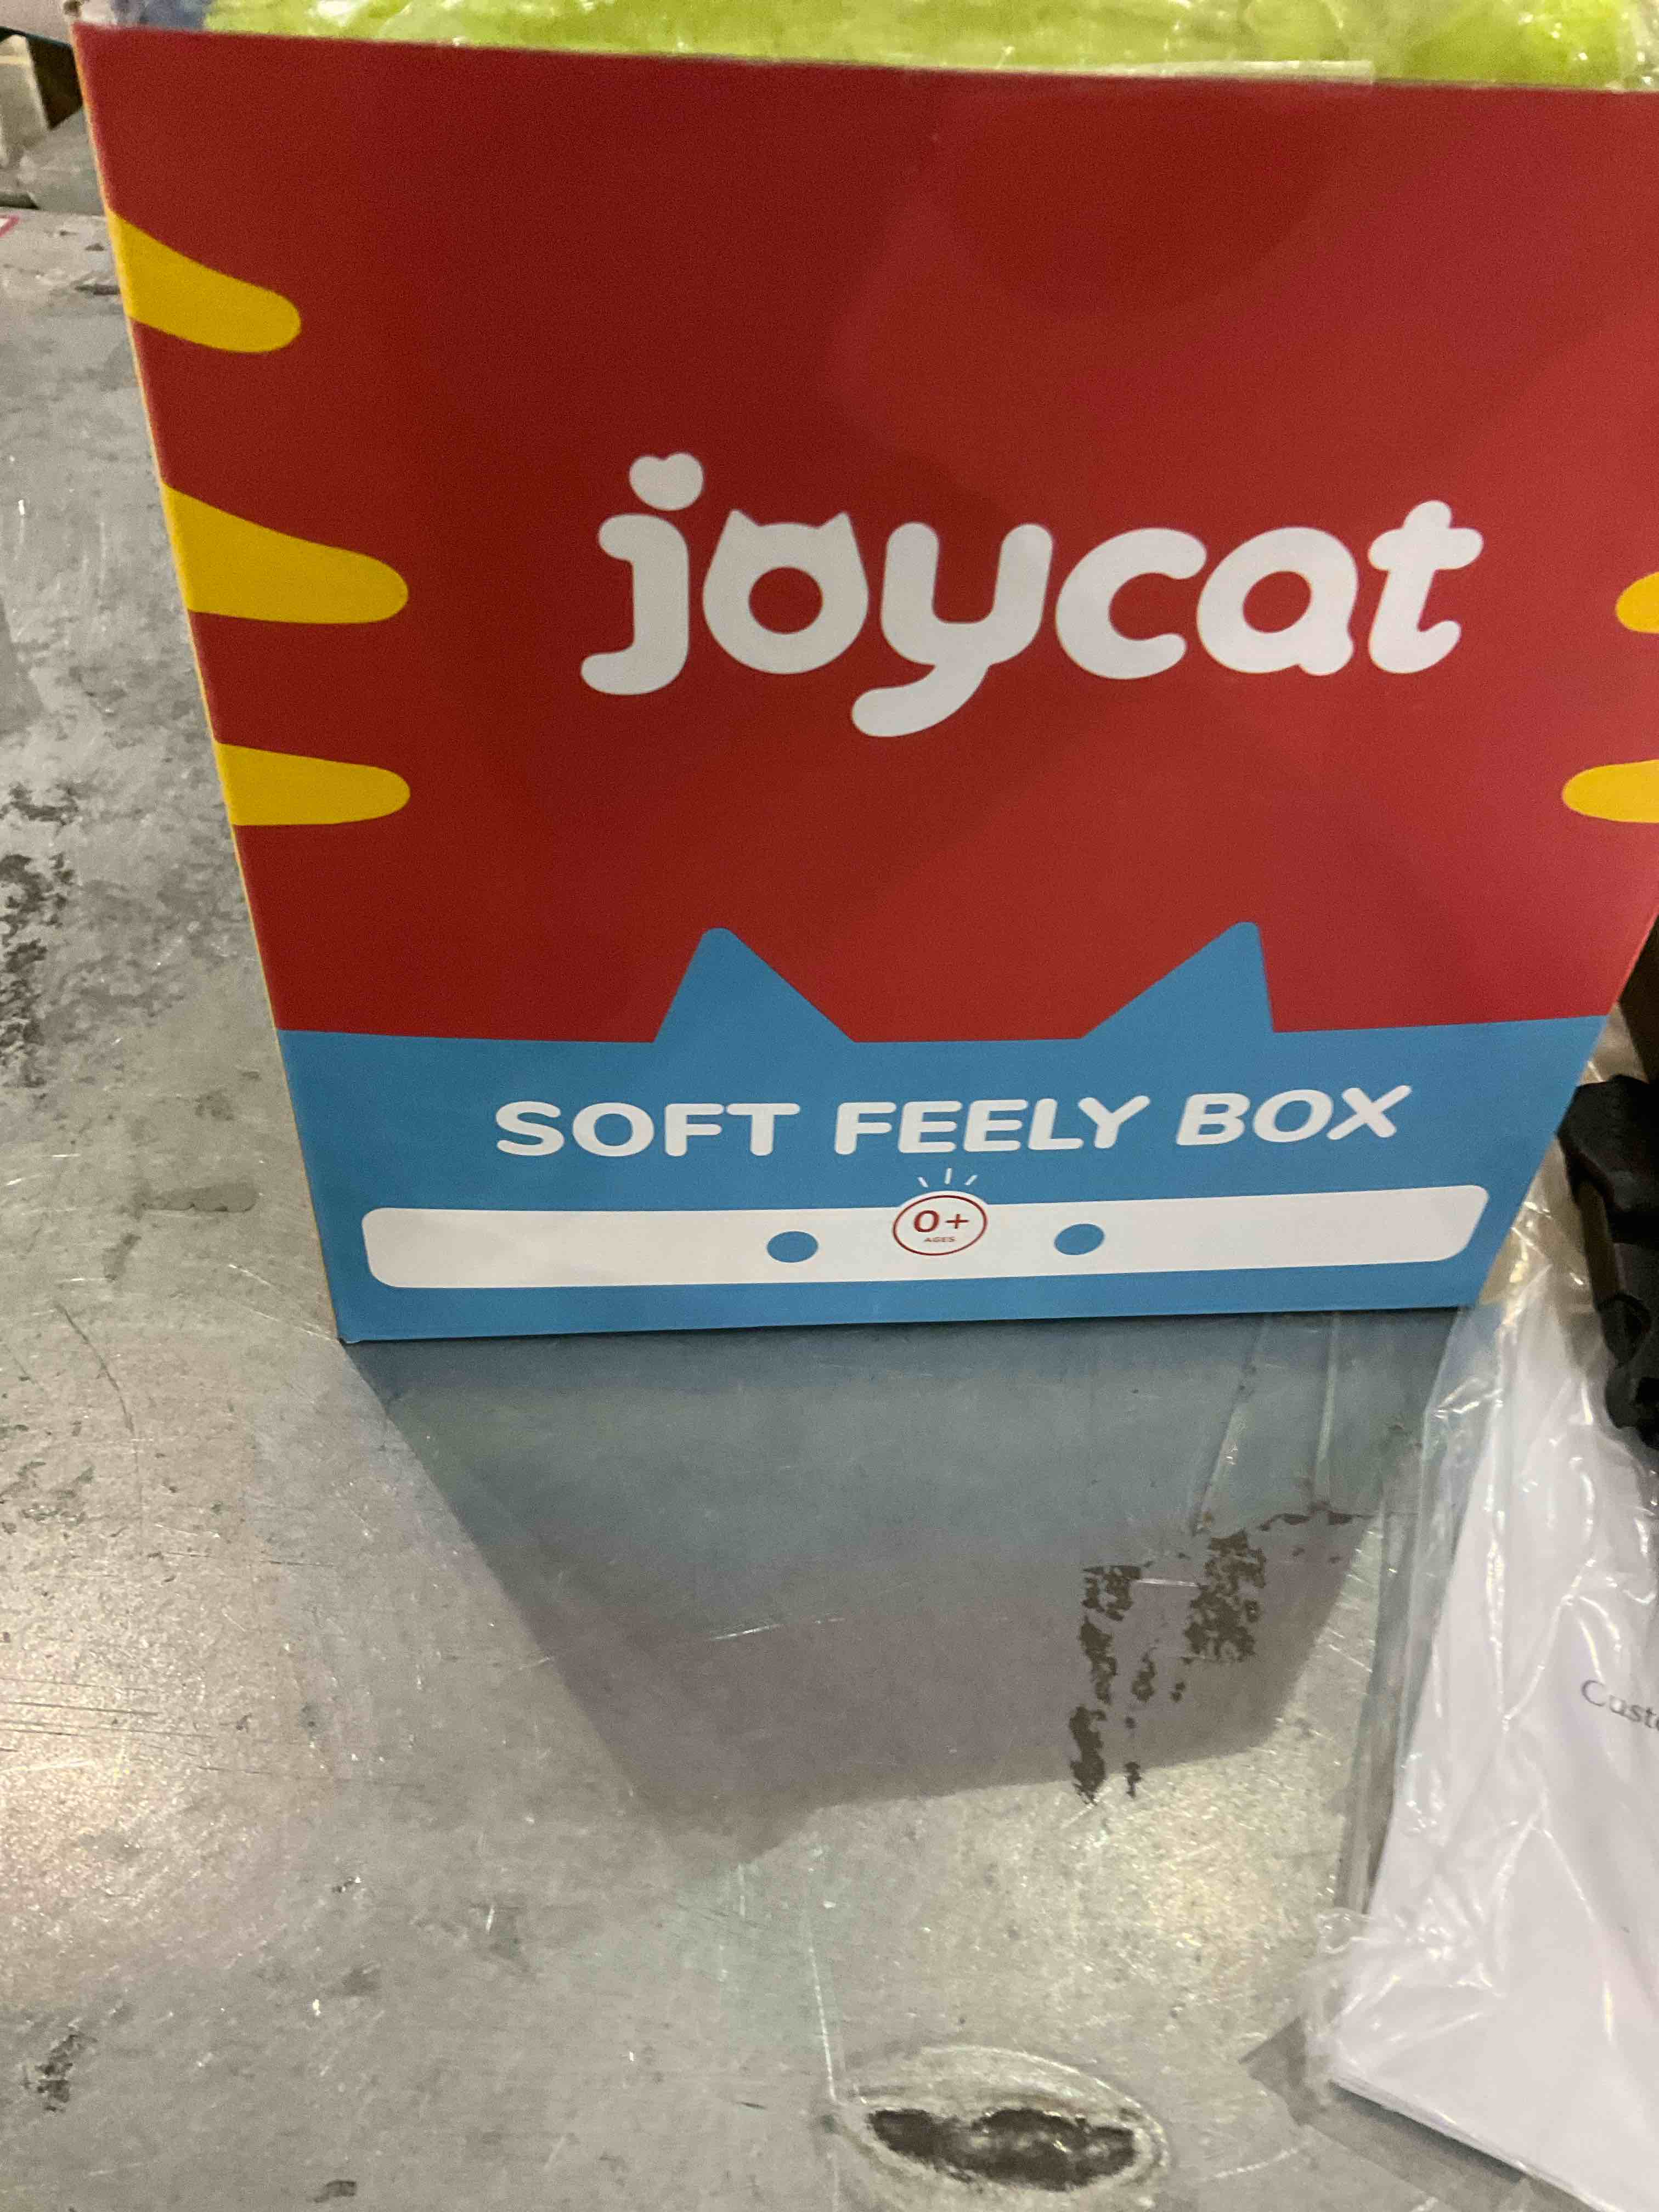 joycat
SOFT FEELY BOX
0+
AGES